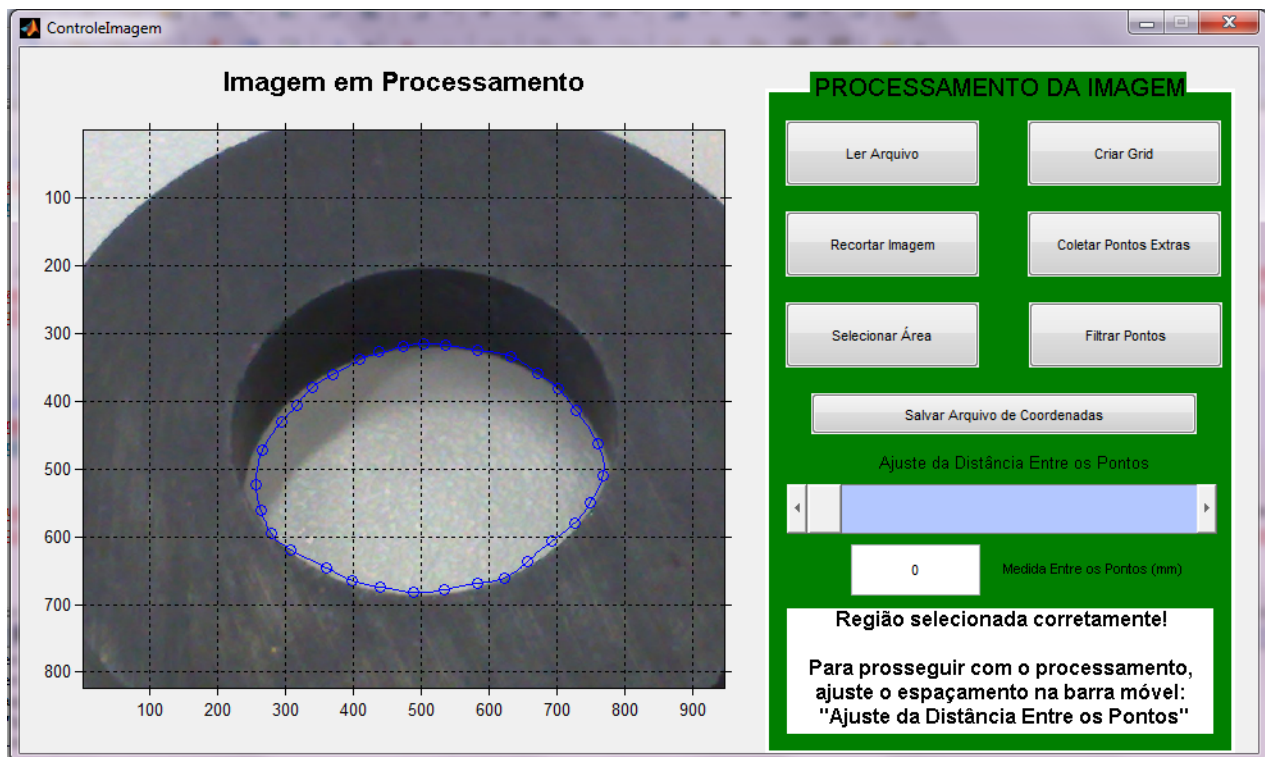 ControleImagem
Imagem em Processamento
100
200
300
400
500
600
700
800
100
200
300
400
500
600
700
800
900
PROCESSAMENTO DA IMAGEM
Ler Arquivo
Criar Grid
Recortar Imagem
Coletar Pontos Extras
Selecionar Área
Filtrar Pontos
Salvar Arquivo de Coordenadas
Ajuste da Distância Entre os Pontos
0
Medida Entre os Pontos (mm)
Região selecionada corretamente!
Para prosseguir com o processamento,
ajuste o espaçamento na barra móvel:
"Ajuste da Distância Entre os Pontos"